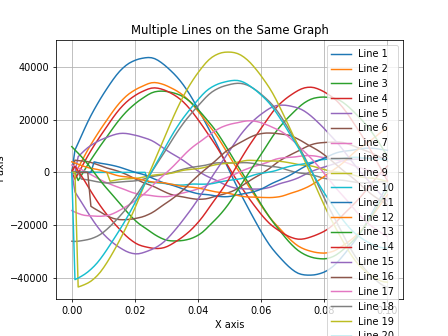 Multiple Lines on the Same Graph
40000
20000
0
−20000
−40000
0.00
0.02
0.04
0.06
X axis
Line 1
Line 2
Line 3
Line 4
Line 5
Line 6
Line 7
Line 8
Line 9
Line 10
Line 11
Line 12
Line 13
Line 14
Line 15
Line 16
Line 17
Line 18
Line 19
Line 20